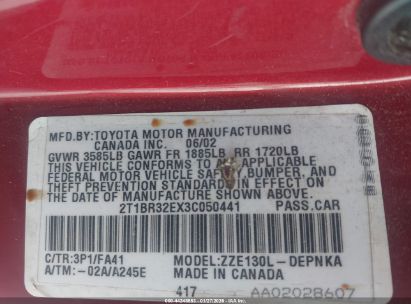 MFD.BY:TOYOTA MOTOR MANUFACTURING
CANADA INC. 06/02
GVWR 3585LB GAWR FR 1885LB RR 1720LB
THIS VEHICLE CONFORMS TO ALL APPLICABLE
FEDERAL MOTOR VEHICLE SAFETY,BUMPER, AND
THEFT PREVENTION STANDARDS IN EFFECT ON
THE DATE OF MANUFACTURE SHOWN ABOVE.
2T1BR32EX3C050441 PASS.CAR
C/TR:3P1/FA41 MODEL:ZZE130L-DEPNKA
A/TM:-02A/A245E MADE IN CANADA
417 AA02028607